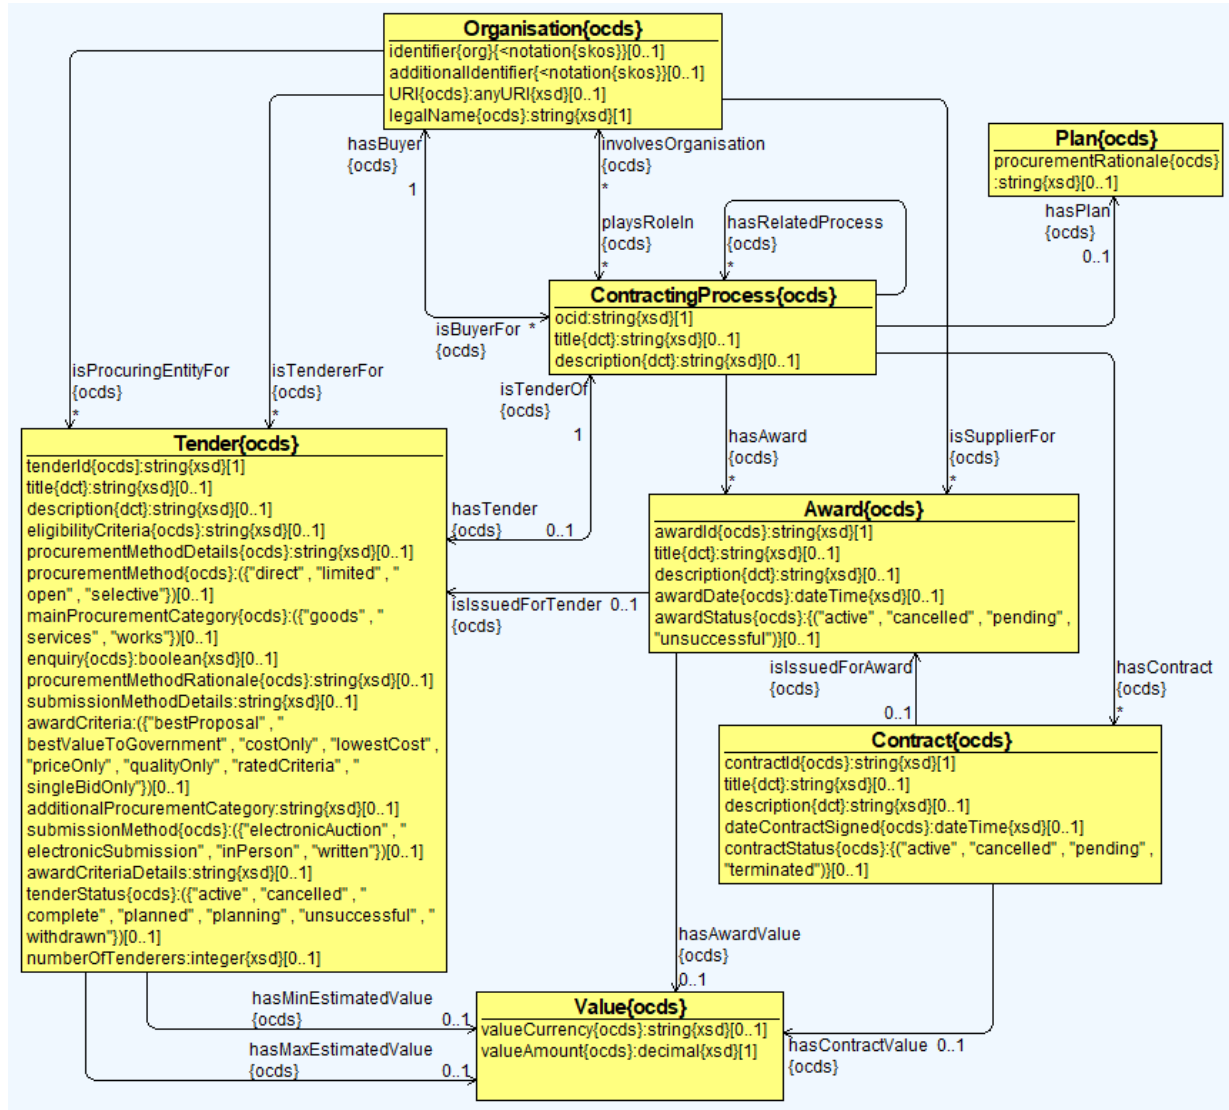 Organisation{ocds}
identifier{org}{<notation{skos}}[0..1]
additionalIdentifier{<notation{skos}}[0..1]
URI{ocds}:anyURI{xsd}[0..1]
legalName{ocds}:string{xsd}[1]
hasBuyer
{ocds}
1
involvesOrganisation
{ocds}
*
Plan{ocds}
procurementRationale{ocds}
:string{xsd}[0..1]
hasPlan
{ocds}
0..1
playsRoleIn
{ocds}
*
hasRelatedProcess
{ocds}
*
ContractingProcess{ocds}
ocid:string{xsd}[1]
title{dct}:string{xsd}[0..1]
description{dct}:string{xsd}[0..1]
isBuyerFor *
{ocds}
isProcuringEntityFor
{ocds}
*
isTendererFor
{ocds}
*
isTenderOf
{ocds}
1
hasAward
{ocds}
*
isSupplierFor
{ocds}
*
Tender{ocds}
tenderId{ocds]:string{xsd}[1]
title{dct}:string{xsd}[0..1]
description{dct}:string{xsd}[0..1]
eligibilityCriteria{ocds}:string{xsd}[0..1]
procurementMethodDetails{ocds}:string{xsd}[0..1]
procurementMethod{ocds}:({"direct" , "limited" , "
open" , "selective"})[0..1]
mainProcurementCategory{ocds}:({"goods" , "
services" , "works"})[0..1]
enquiry{ocds}:boolean{xsd}[0..1]
procurementMethodRationale{ocds}:string{xsd}[0..1]
submissionMethodDetails:string{xsd}[0..1]
awardCriteria:({"bestProposal" , "
bestValueToGovernment" , "costOnly" , "lowestCost" ,
"priceOnly" , "qualityOnly" , "ratedCriteria" , "
singleBidOnly"})[0..1]
additionalProcurementCategory:string{xsd}[0..1]
submissionMethod{ocds}:({"electronicAuction" , "
electronicSubmission" , "inPerson" , "written"})[0..1]
awardCriteriaDetails:string{xsd}[0..1]
tenderStatus{ocds}:({"active" , "cancelled" , "
complete" , "planned" , "planning" , "unsuccessful" , "
withdrawn"})[0..1]
numberOfTenderers:integer{xsd}[0..1]
hasTender
{ocds} 0..1
Award{ocds}
awardId{ocds}:string{xsd}[1]
title{dct}:string{xsd}[0..1]
description{dct}:string{xsd}[0..1]
awardDate{ocds}:dateTime{xsd}[0..1]
awardStatus{ocds}:{("active" , "cancelled" , "pending" ,
"unsuccessful")}[0..1]
isIssuedForTender 0..1
{ocds}
isIssuedForAward
{ocds}
0..1
hasContract
{ocds}
*
Contract{ocds}
contractId{ocds}:string{xsd}[1]
title{dct}:string{xsd}[0..1]
description{dct}:string{xsd}[0..1]
dateContractSigned{ocds}:dateTime{xsd}[0..1]
contractStatus{ocds}:{("active" , "cancelled" , "pending" ,
"terminated")}[0..1]
hasAwardValue
{ocds}
0..1
hasMinEstimatedValue
{ocds} 0..1
hasMaxEstimatedValue
{ocds} 0..1
Value{ocds}
valueCurrency{ocds}:string{xsd}[0..1]
valueAmount{ocds}:decimal{xsd}[1]
hasContractValue 0..1
{ocds}